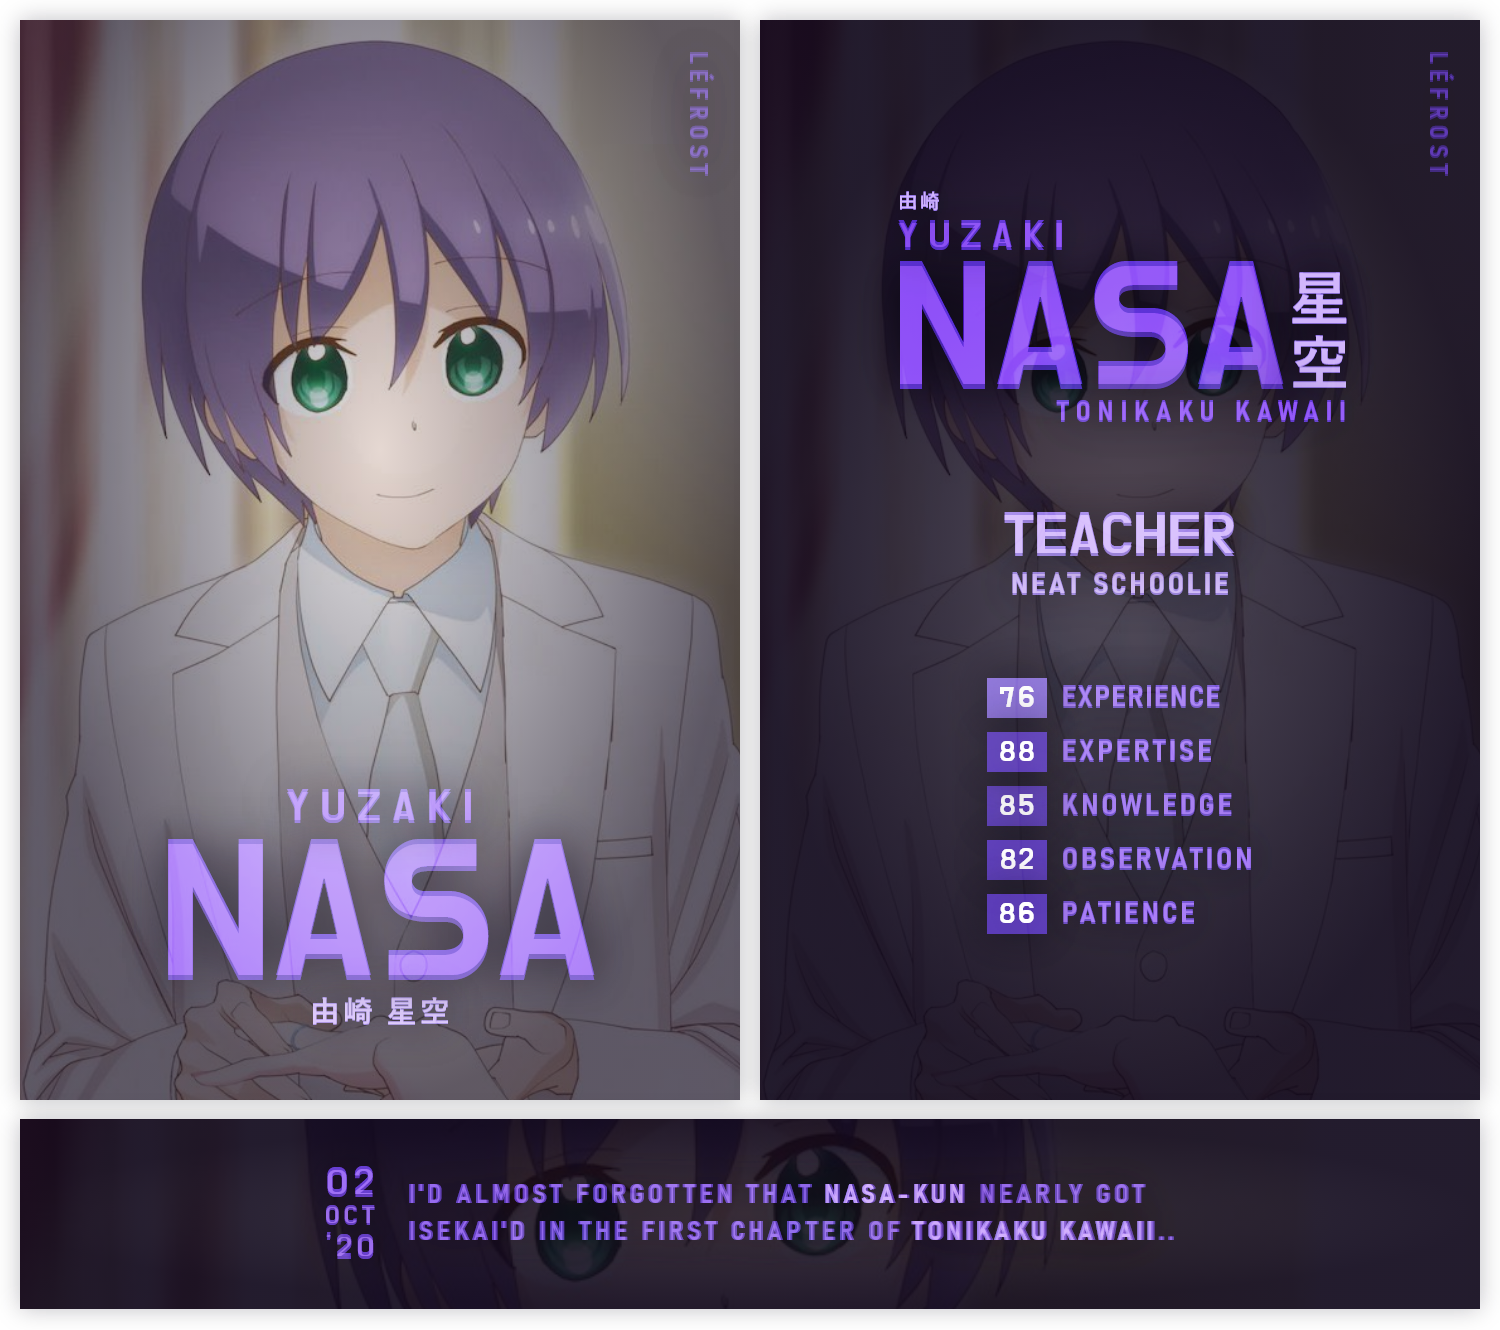 LÉFROST
YUZAKI
NASA
由崎 星空
LÉFROST
由崎
YUZAKI
NASA
星空
TONIKAKU KAWAII
TEACHER
NEAT SCHOOLIE
76 EXPERIENCE
88 EXPERTISE
85 KNOWLEDGE
82 OBSERVATION
86 PATIENCE
02
OCT
'20
I'D ALMOST FORGOTTEN THAT NASA-KUN NEARLY GOT
ISEKAI'D IN THE FIRST CHAPTER OF TONIKAKU KAWAII..